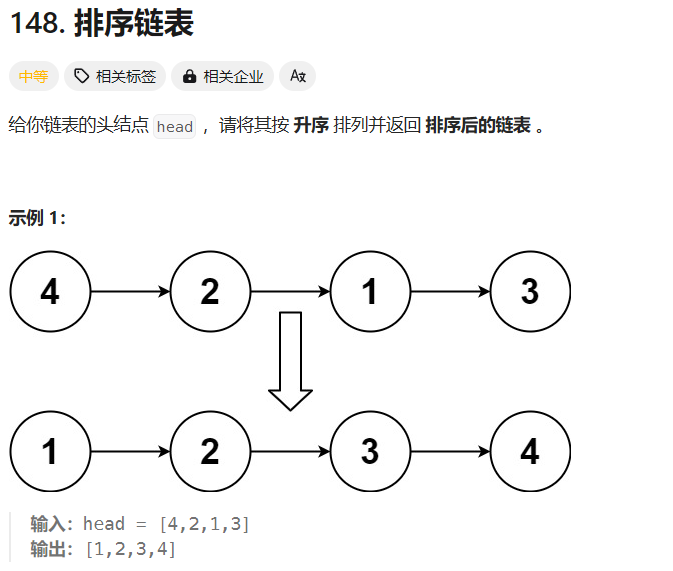 148. 排序链表
中等 相关标签 相关企业 A文
给你链表的头结点 head ，请将其按 升序 排列并返回 排序后的链表 。
示例 1：
4 2 1 3
1 2 3 4
输入：head = [4,2,1,3]
输出：[1,2,3,4]